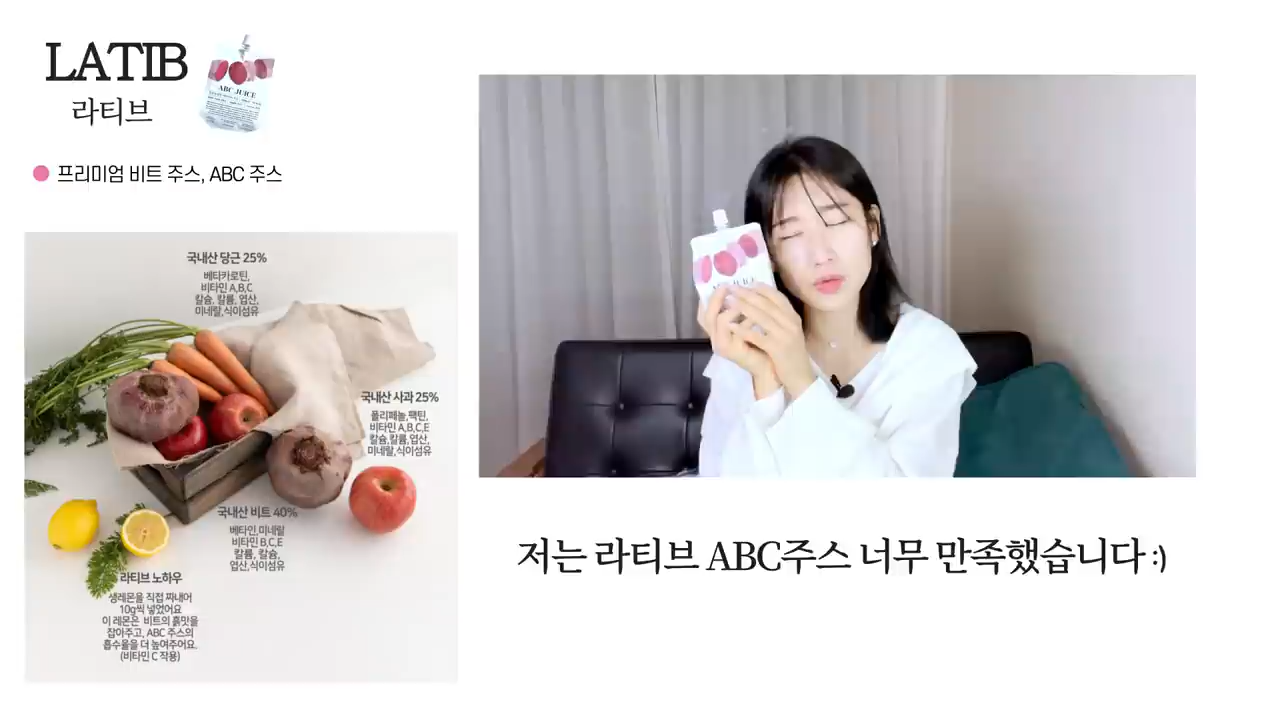 LATIB
라티브
ABC JUICE
프리미엄 비트 주스, ABC 주스
국내산 당근 25%
베타카로틴,
비타민 A,B,C
칼슘, 칼륨, 엽산,
미네랄,식이섬유
국내산 사과 25%
폴리페놀,팩틴,
비타민 A,B,C,E
칼슘,칼륨,엽산,
미네랄,식이섬유
국내산 비트 40%
베타인,미네랄
비타민 B,C,E
칼륨, 칼슘,
엽산,식이섬유
라티브 노하우
생레몬을 직접 짜내어
10g씩 넣었어요
이 레몬은 비트의 흙맛을
잡아주고, ABC 주스의
흡수율을 더 높여주어요.
(비타민 C 작용)
저는 라티브 ABC주스 너무 만족했습니다 :)